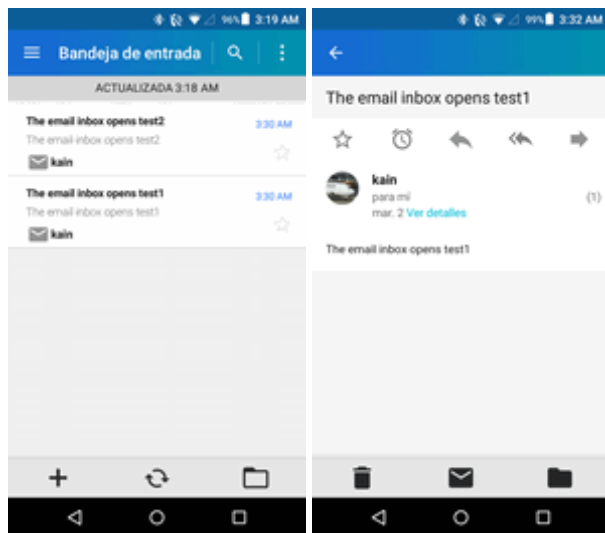 96% 3:19 AM
Bandeja de entrada
ACTUALIZADA 3:18 AM
The email inbox opens test2
3:30 AM
The email inbox opens test2
kain
The email inbox opens test1
3:30 AM
The email inbox opens test1
kain
99% 3:32 AM
The email inbox opens test1
kain
para mi
(1)
mar. 2 Ver detalles
The email inbox opens test1